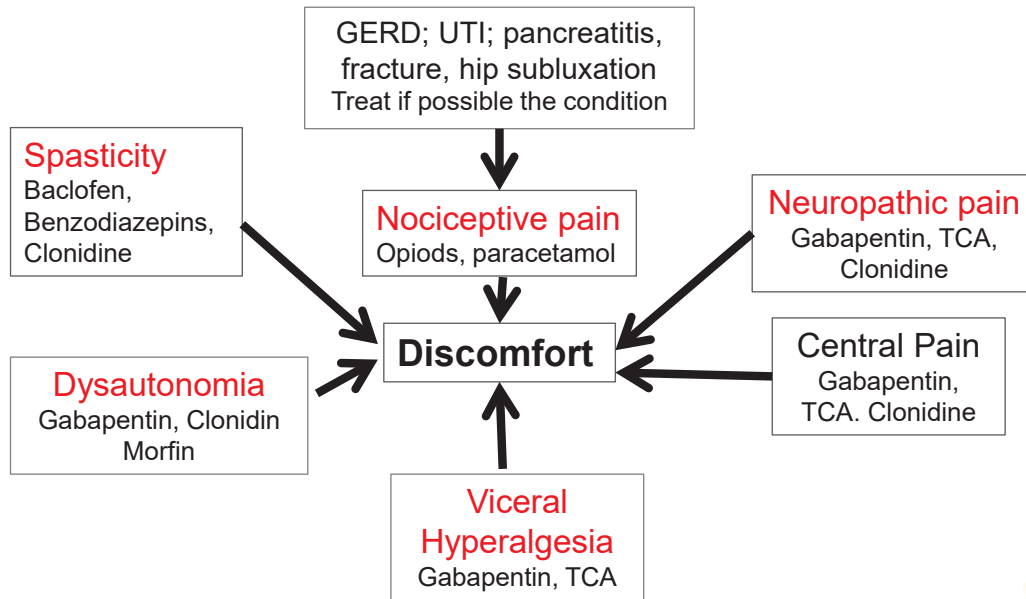 GERD; UTI; pancreatitis,
fracture, hip subluxation
Treat if possible the condition
Spasticity
Baclofen,
Benzodiazepins,
Clonidine
Nociceptive pain
Opiods, paracetamol
Neuropathic pain
Gabapentin, TCA,
Clonidine
Discomfort
Dysautonomia
Gabapentin, Clonidin
Morfin
Central Pain
Gabapentin,
TCA. Clonidine
Viceral
Hyperalgesia
Gabapentin, TCA